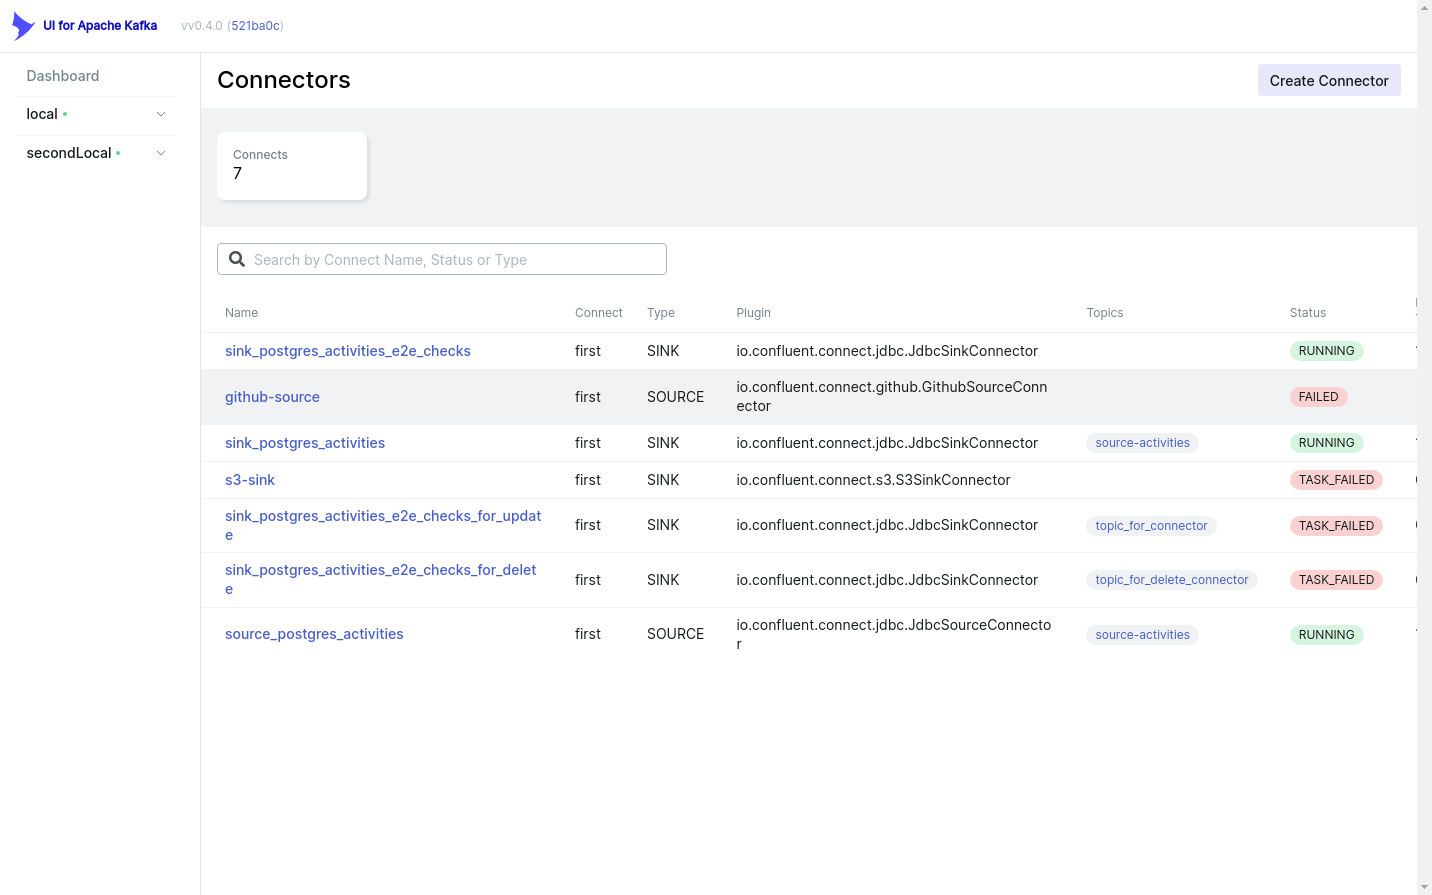 UI for Apache Kafka vv0.4.0 (521ba0c)
Dashboard
local
secondLocal
Connectors
Create Connector
Connects
7
Search by Connect Name, Status or Type
Name Connect Type Plugin Topics Status
sink_postgres_activities_e2e_checks first SINK io.confluent.connect.jdbc.JdbcSinkConnector RUNNING
github-source first SOURCE io.confluent.connect.github.GithubSourceConn
ector FAILED
sink_postgres_activities first SINK io.confluent.connect.jdbc.JdbcSinkConnector source-activities RUNNING
s3-sink first SINK io.confluent.connect.s3.S3SinkConnector TASK_FAILED
sink_postgres_activities_e2e_checks_for_updat
e first SINK io.confluent.connect.jdbc.JdbcSinkConnector topic_for_connector TASK_FAILED
sink_postgres_activities_e2e_checks_for_delet
e first SINK io.confluent.connect.jdbc.JdbcSinkConnector topic_for_delete_connector TASK_FAILED
source_postgres_activities first SOURCE io.confluent.connect.jdbc.JdbcSourceConnecto
r source-activities RUNNING